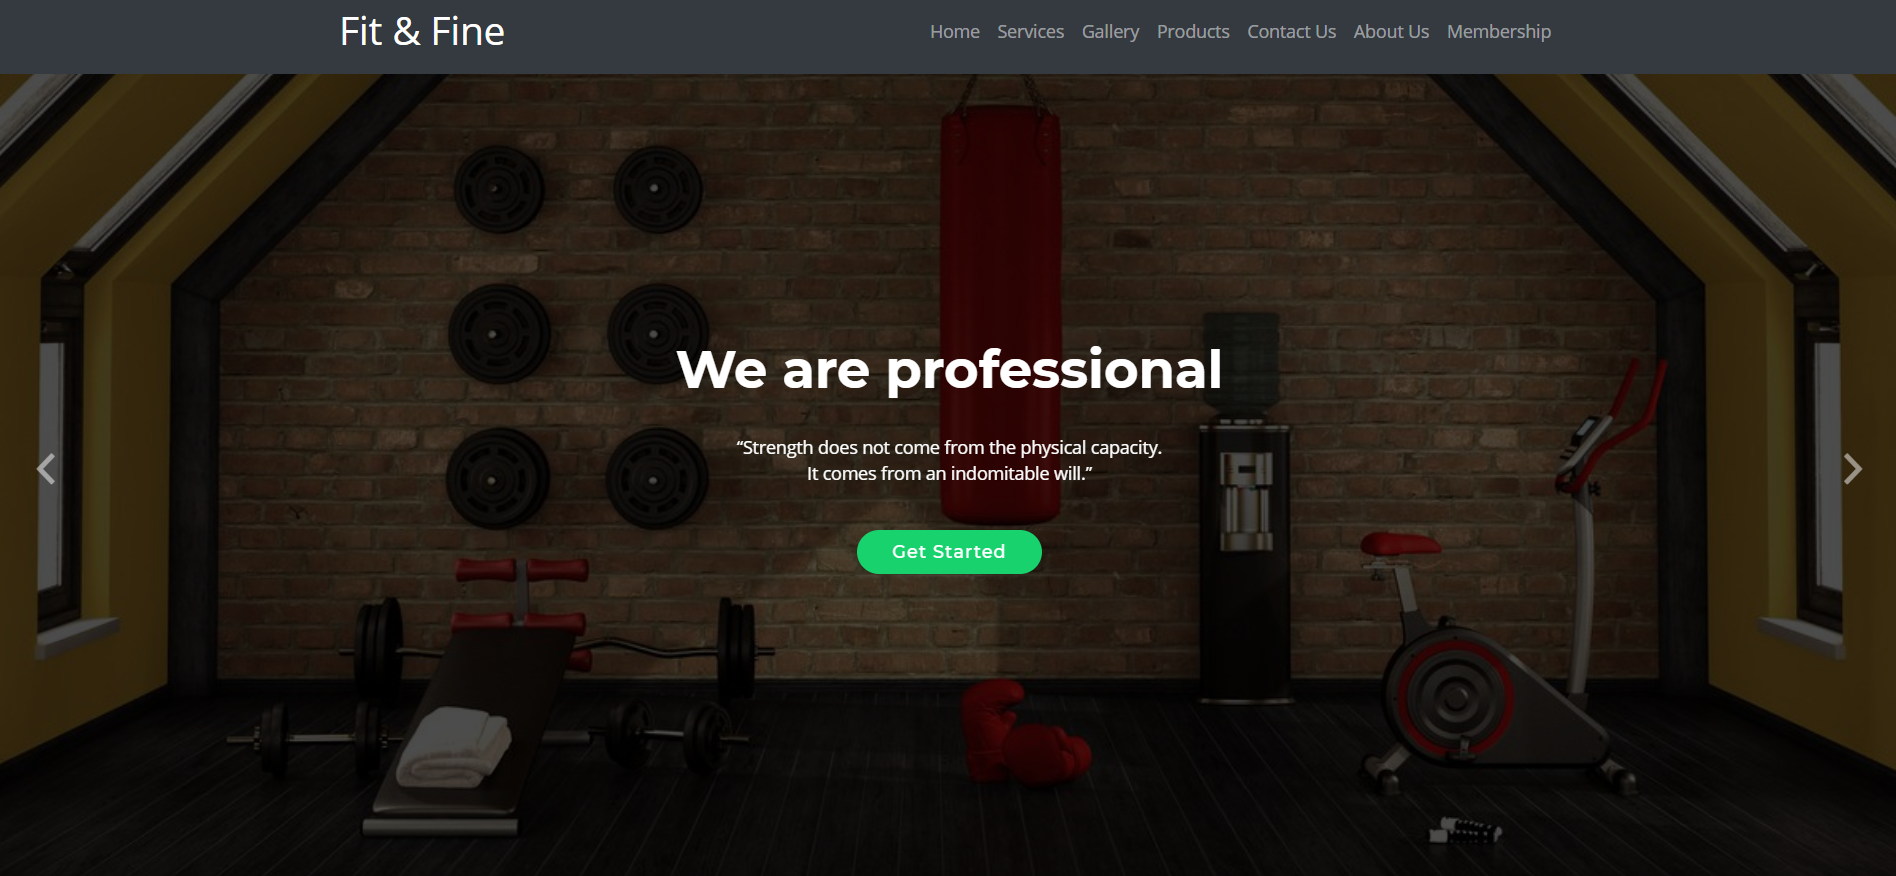 Fit & Fine
Home Services Gallery Products Contact Us About Us Membership
We are professional
“Strength does not come from the physical capacity.
It comes from an indomitable will.”
Get Started